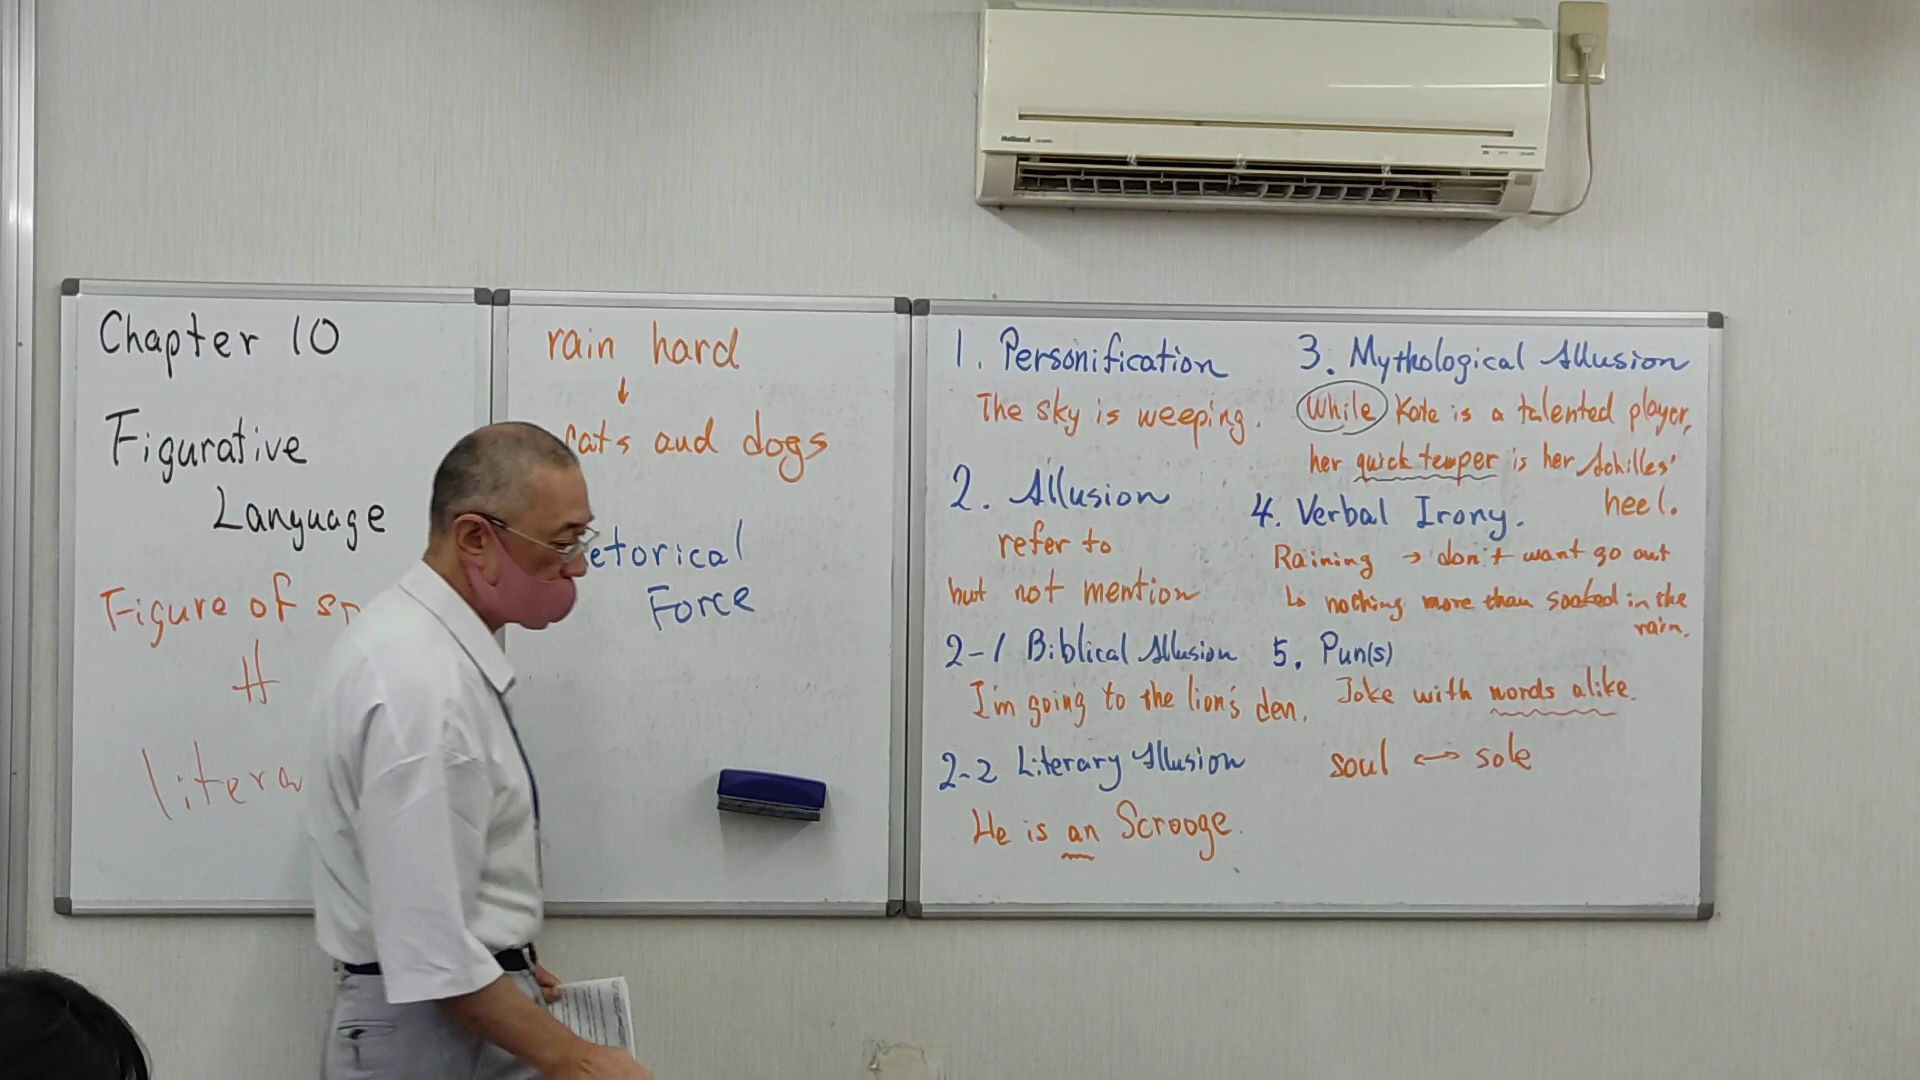 National
Chapter 10
Figurative
Language
Figure of sp
≠
litera
rain hard
↓
cats and dogs
etorical
Force
1. Personification
The sky is weeping.
2. Allusion
refer to
but not mention
2-1 Biblical Allusion
I'm going to the lion's den.
2-2 Literary Allusion
He is an Scrooge.
3. Mythological Allusion
While Kate is a talented player,
her quick temper is her Achilles'
heel.
4. Verbal Irony.
Raining → don't want go out
↳ nothing more than soaked in the
rain.
5. Pun(s)
Joke with words alike.
soul ↔ sole